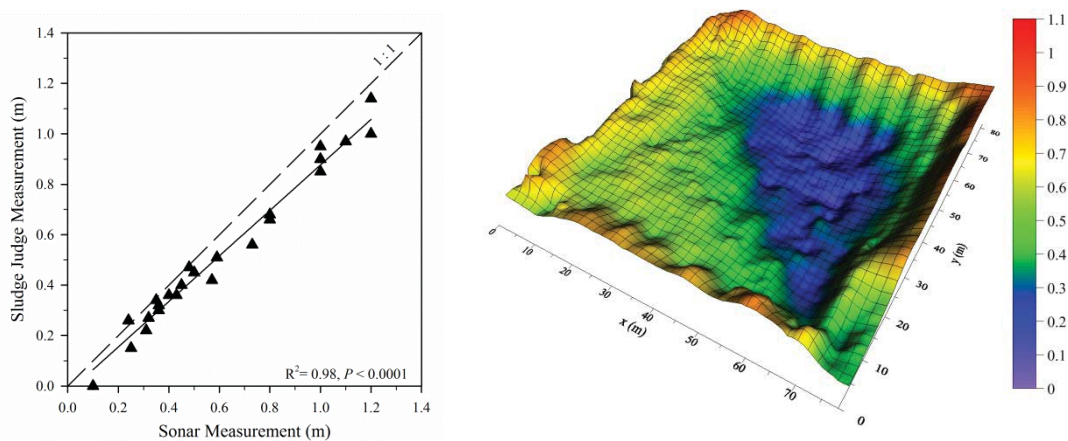 1.4
1.2
1.0
0.8
0.6
0.4
0.2
0.0
Sludge Judge Measurement (m)
1:1
R²= 0.98, P < 0.0001
0.0 0.2 0.4 0.6 0.8 1.0 1.2 1.4
Sonar Measurement (m)
0 10 20 30 40 50 60 70
x (m)
0 10 20 30 40 50 60 70 80
y (m)
1.1
1
0.9
0.8
0.7
0.6
0.5
0.4
0.3
0.2
0.1
0